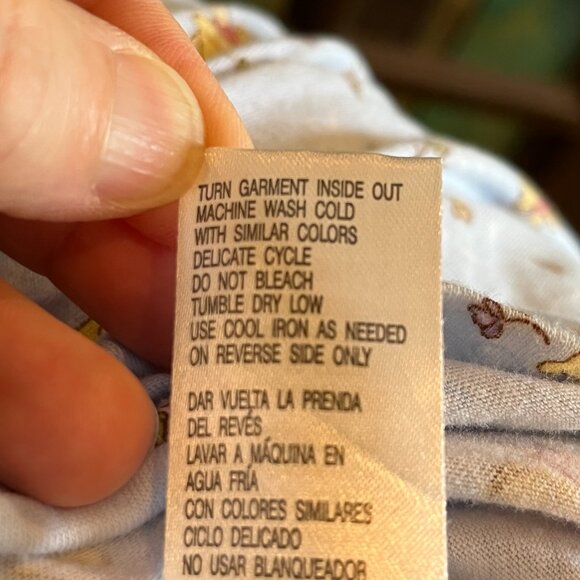 TURN GARMENT INSIDE OUT
MACHINE WASH COLD
WITH SIMILAR COLORS
DELICATE CYCLE
DO NOT BLEACH
TUMBLE DRY LOW
USE COOL IRON AS NEEDED
ON REVERSE SIDE ONLY
DAR VUELTA LA PRENDA
DEL REVÉS
LAVAR A MÁQUINA EN
AGUA FRÍA
CON COLORES SIMILARES
CICLO DELICADO
NO USAR BLANQUEADOR